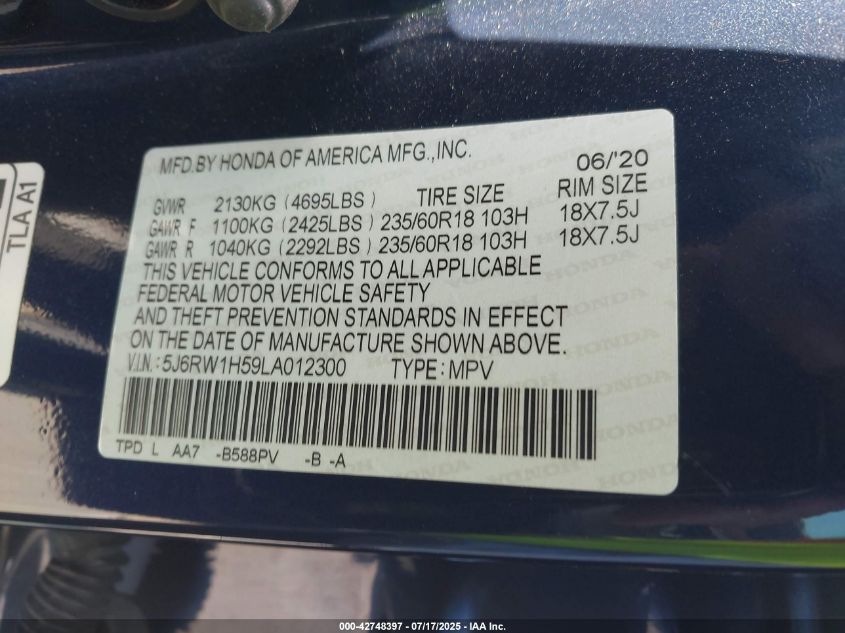 MFD.BY HONDA OF AMERICA MFG.,INC. 06/'20
GVWR 2130KG (4695LBS) TIRE SIZE RIM SIZE
GAWR F 1100KG (2425LBS) 235/60R18 103H 18X7.5J
GAWR R 1040KG (2292LBS) 235/60R18 103H 18X7.5J
THIS VEHICLE CONFORMS TO ALL APPLICABLE
FEDERAL MOTOR VEHICLE SAFETY
AND THEFT PREVENTION STANDARDS IN EFFECT
ON THE DATE OF MANUFACTURE SHOWN ABOVE.
V.I.N.: 5J6RW1H59LA012300 TYPE: MPV
TPD L AA7 -B588PV -B -A
TLA A1
000-42748397 - 07/17/2025 - IAA Inc.